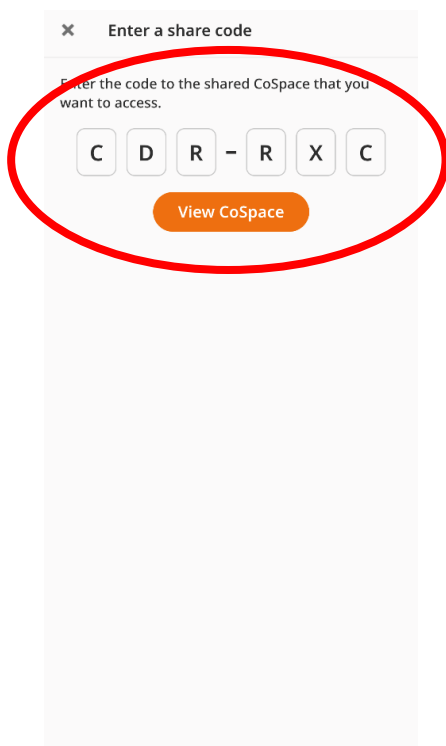 Enter a share code
Enter the code to the shared CoSpace that you
want to access.
C D R - R X C
View CoSpace